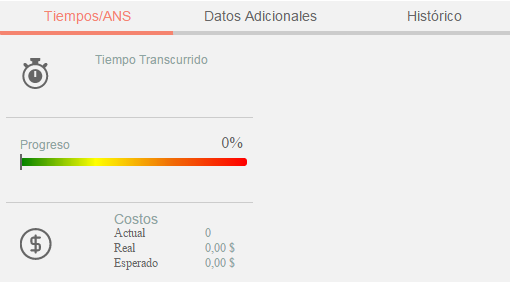 Tiempos/ANS Datos Adicionales Histórico
Tiempo Transcurrido
Progreso 0%
Costos
Actual 0
Real 0,00 $
Esperado 0,00 $